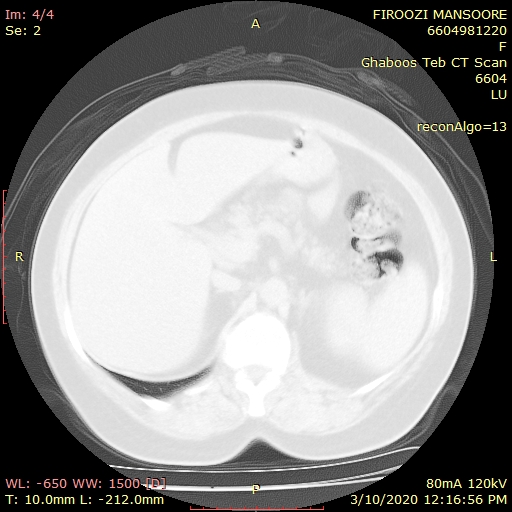 Im: 4/4
Se: 2
A
FIROOZI MANSOORE
6604981220
F
Ghaboos Teb CT Scan
6604
LU
reconAlgo=13
R
L
WL: -650 WW: 1500 [D]
T: 10.0mm L: -212.0mm
P
80mA 120kV
3/10/2020 12:16:56 PM